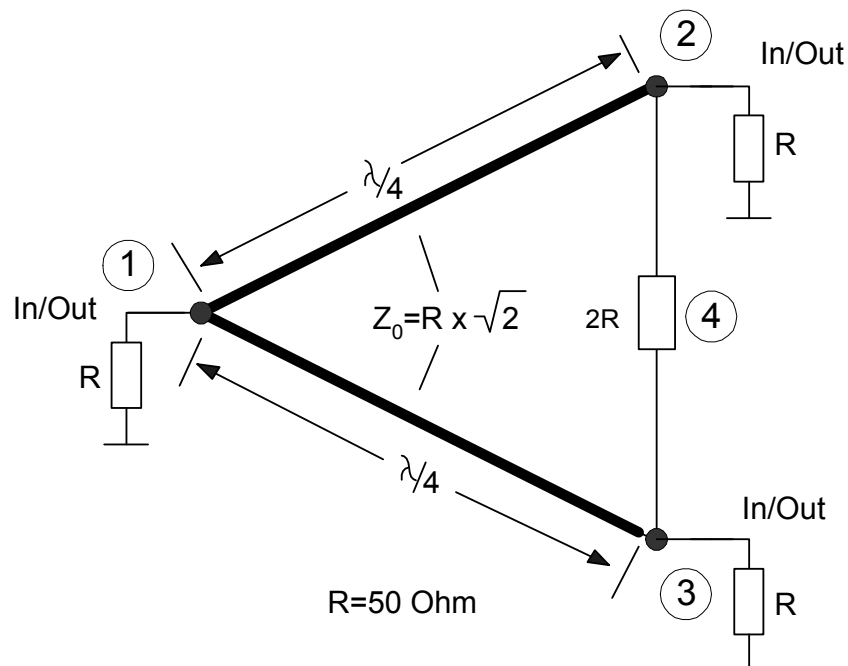 2
In/Out
R
λ/4
1
In/Out
Z₀=R x √2
2R
4
R
λ/4
In/Out
3
R
R=50 Ohm